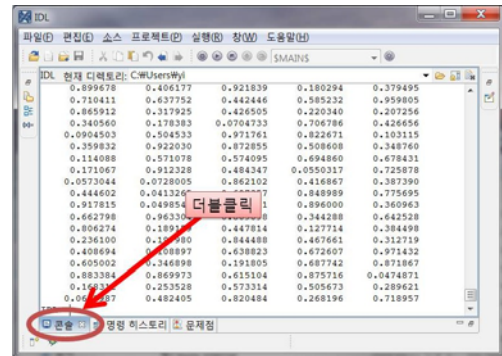 IDL
파일(F) 편집(E) 소스 프로젝트(P) 실행(R) 창(W) 도움말(H)
$MAIN$
IDL 현재 디렉토리: C:\Users\yi
0.899678 0.406177 0.921839 0.180294 0.379495
0.710411 0.637752 0.442446 0.585232 0.959805
0.865912 0.317925 0.426505 0.220340 0.207256
0.340560 0.178383 0.0704733 0.706786 0.426656
0.0904503 0.504533 0.971761 0.822671 0.103115
0.359832 0.922030 0.872855 0.508608 0.348760
0.114088 0.571078 0.574095 0.694860 0.678431
0.171067 0.912328 0.484347 0.0550317 0.725878
0.0573044 0.0728005 0.862102 0.416867 0.387390
0.444602 0.848989 0.775695
0.917815 0.896000 0.360963
더블클릭
0.662798 0.344288 0.642528
0.806274 0.447814 0.127714 0.384498
0.236100 0.844488 0.467661 0.312719
0.408694 0.638823 0.672607 0.971432
0.605002 0.346898 0.191805 0.687742 0.871867
0.883384 0.869973 0.615104 0.875716 0.0474871
0.253528 0.573314 0.505673 0.289621
0.482405 0.820484 0.268196 0.718957
콘솔 명령 히스토리 문제점